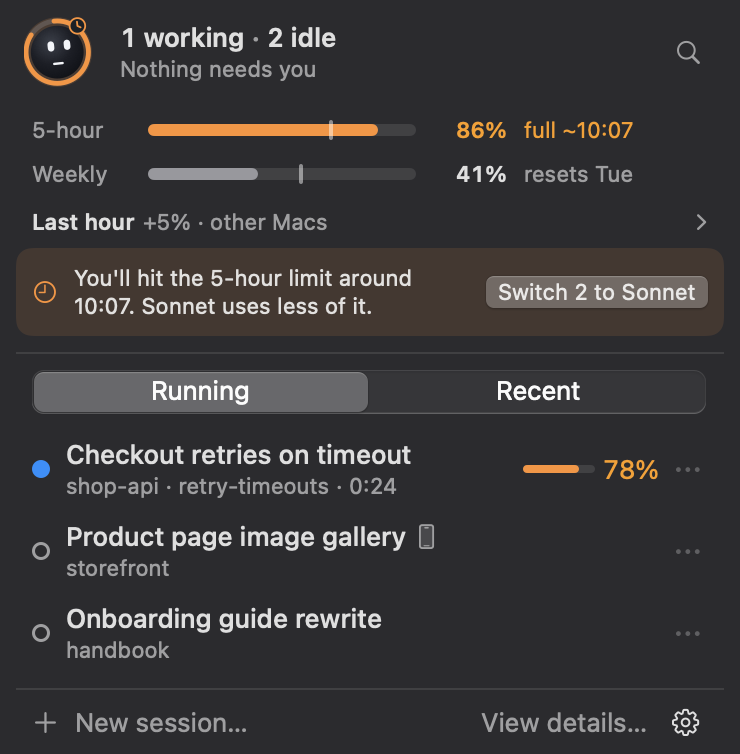 1 working · 2 idle
Nothing needs you
5-hour 86% full ~10:07
Weekly 41% resets Tue
Last hour +5% · other Macs
You'll hit the 5-hour limit around
10:07. Sonnet uses less of it.
Switch 2 to Sonnet
Running Recent
Checkout retries on timeout 78%
shop-api · retry-timeouts · 0:24
Product page image gallery
storefront
Onboarding guide rewrite
handbook
New session... View details...